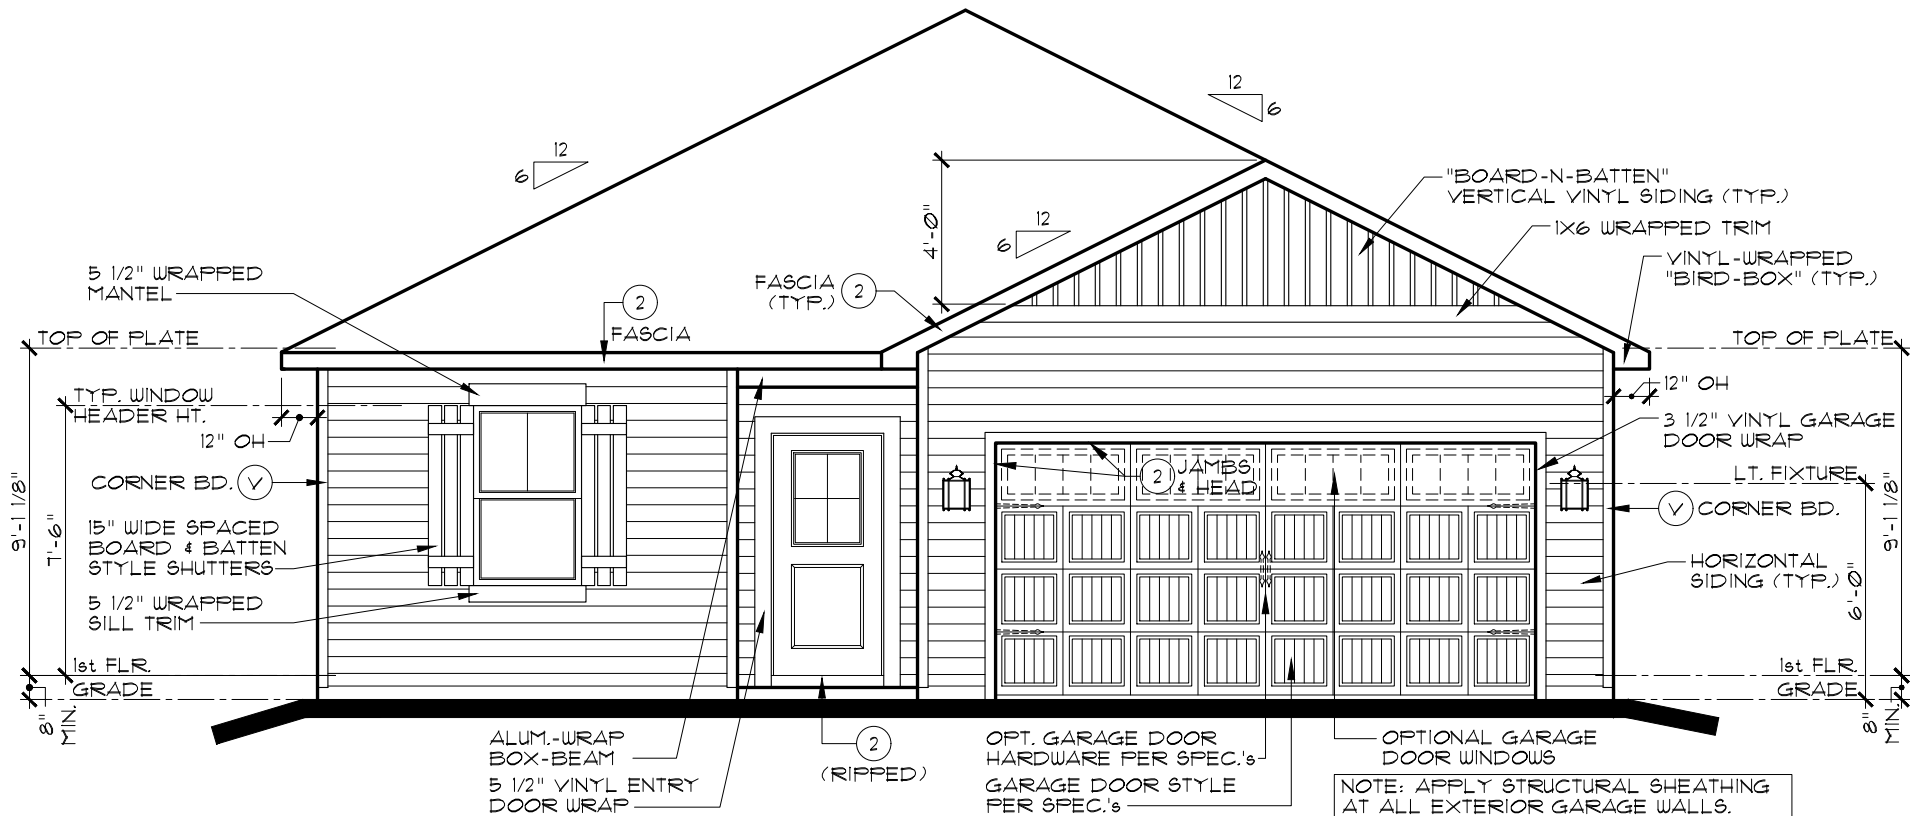 12
6
12
6
12
6
4'-0"
"BOARD-N-BATTEN"
VERTICAL VINYL SIDING (TYP.)
1X6 WRAPPED TRIM
VINYL-WRAPPED
"BIRD-BOX" (TYP.)
5 1/2" WRAPPED
MANTEL
FASCIA
(TYP.)
2
2
FASCIA
TOP OF PLATE
TOP OF PLATE
TYP. WINDOW
HEADER HT.
12" OH
12" OH
3 1/2" VINYL GARAGE
DOOR WRAP
CORNER BD. V
2
JAMBS
& HEAD
LT. FIXTURE
V CORNER BD.
9'-1 1/8"
7'-6"
15" WIDE SPACED
BOARD & BATTEN
STYLE SHUTTERS
5 1/2" WRAPPED
SILL TRIM
HORIZONTAL
SIDING (TYP.)
6'-0"
9'-1 1/8"
1st FLR.
GRADE
8"
MIN.
1st FLR.
GRADE
8"
MIN.
ALUM.-WRAP
BOX-BEAM
5 1/2" VINYL ENTRY
DOOR WRAP
2
(RIPPED)
OPT. GARAGE DOOR
HARDWARE PER SPEC.'s
GARAGE DOOR STYLE
PER SPEC.'s
OPTIONAL GARAGE
DOOR WINDOWS
NOTE: APPLY STRUCTURAL SHEATHING
AT ALL EXTERIOR GARAGE WALLS.